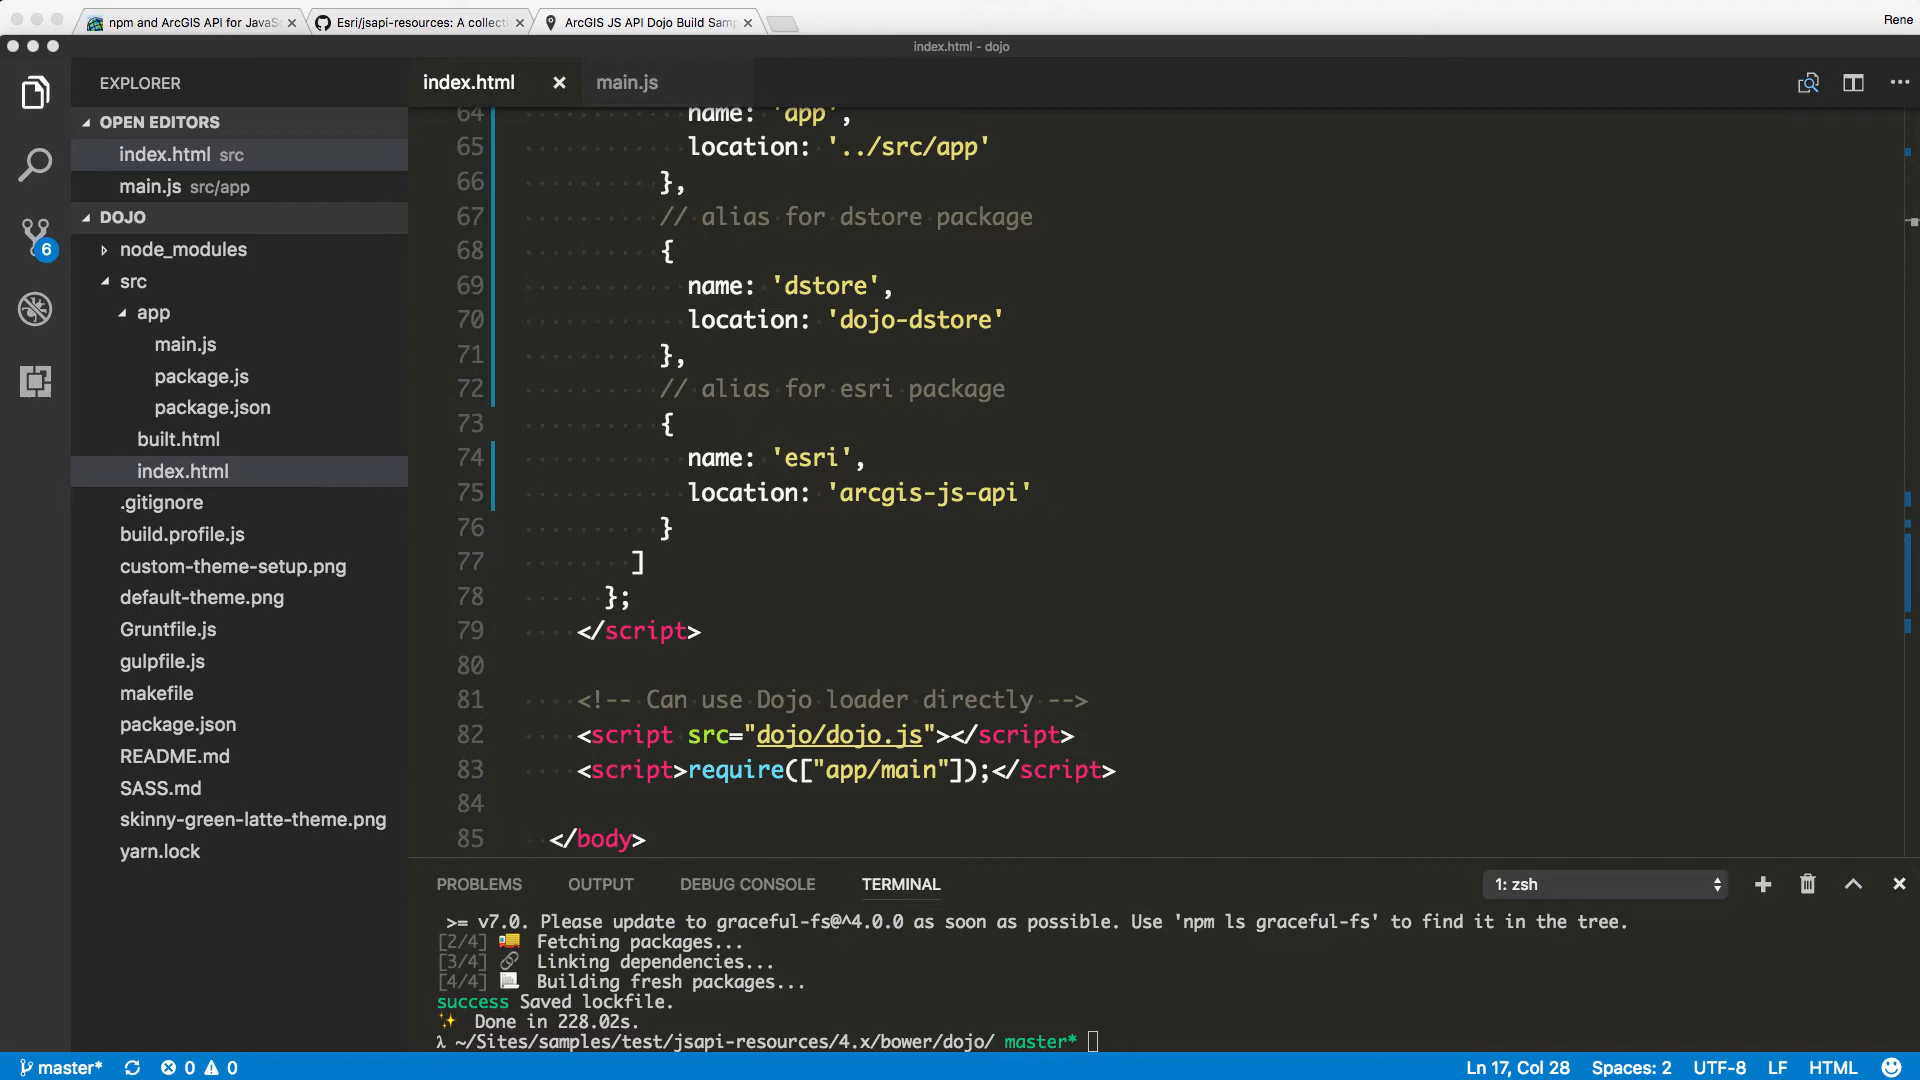 npm and ArcGIS API for JavaSc
Esri/jsapi-resources: A collecti
ArcGIS JS API Dojo Build Samp
Rene
index.html - dojo
EXPLORER
OPEN EDITORS
index.html src
main.js src/app
DOJO
node_modules
src
app
main.js
package.js
package.json
built.html
index.html
.gitignore
build.profile.js
custom-theme-setup.png
default-theme.png
Gruntfile.js
gulpfile.js
makefile
package.json
README.md
SASS.md
skinny-green-latte-theme.png
yarn.lock
6
index.html
main.js
64 name: 'app',
65 location: '../src/app'
66 },
67 // alias for dstore package
68 {
69 name: 'dstore',
70 location: 'dojo-dstore'
71 },
72 // alias for esri package
73 {
74 name: 'esri',
75 location: 'arcgis-js-api'
76 }
77 ]
78 };
79 </script>
80
81 <!-- Can use Dojo loader directly -->
82 <script src="dojo/dojo.js"></script>
83 <script>require(["app/main"]);</script>
84
85 </body>
PROBLEMS OUTPUT DEBUG CONSOLE TERMINAL
1: zsh
>= v7.0. Please update to graceful-fs@^4.0.0 as soon as possible. Use 'npm ls graceful-fs' to find it in the tree.
[2/4] 🚚 Fetching packages...
[3/4] 🔗 Linking dependencies...
[4/4] 📃 Building fresh packages...
success Saved lockfile.
✨ Done in 228.02s.
λ ~/Sites/samples/test/jsapi-resources/4.x/bower/dojo/ master*
master* 0 0
Ln 17, Col 28 Spaces: 2 UTF-8 LF HTML